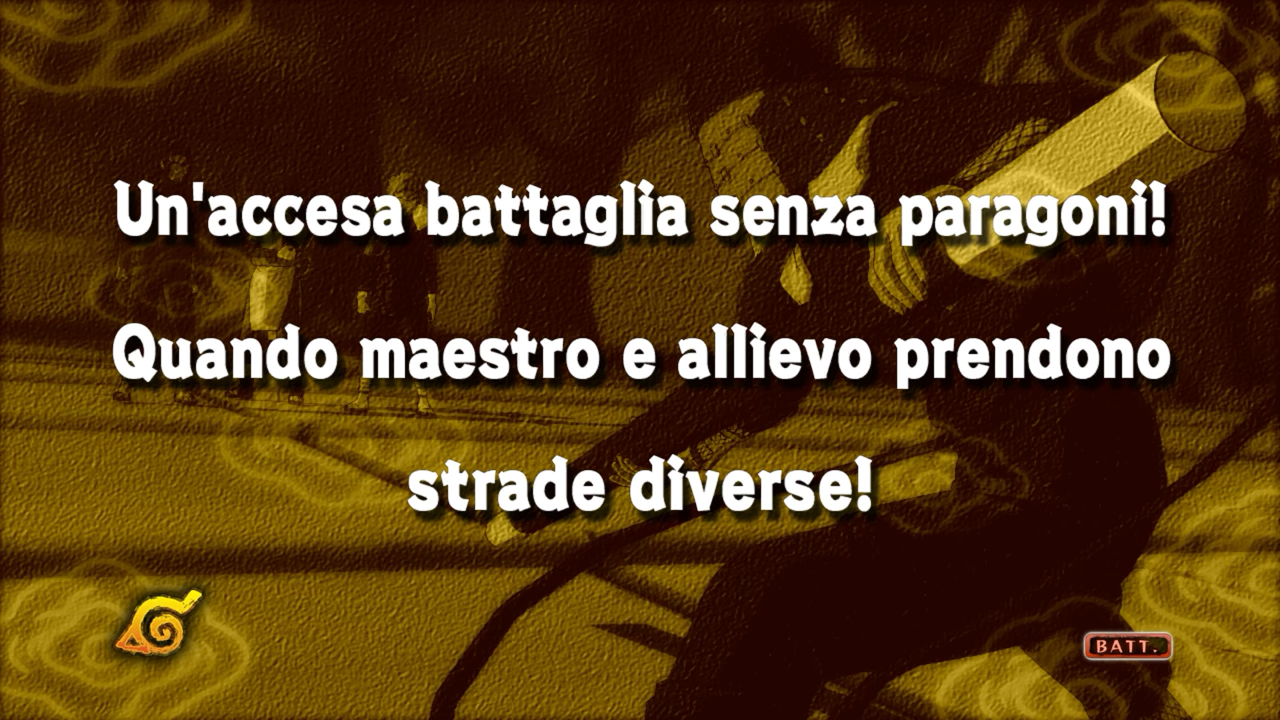 Un'accesa battaglia senza paragoni!
Quando maestro e allievo prendono
strade diverse!
BATT.